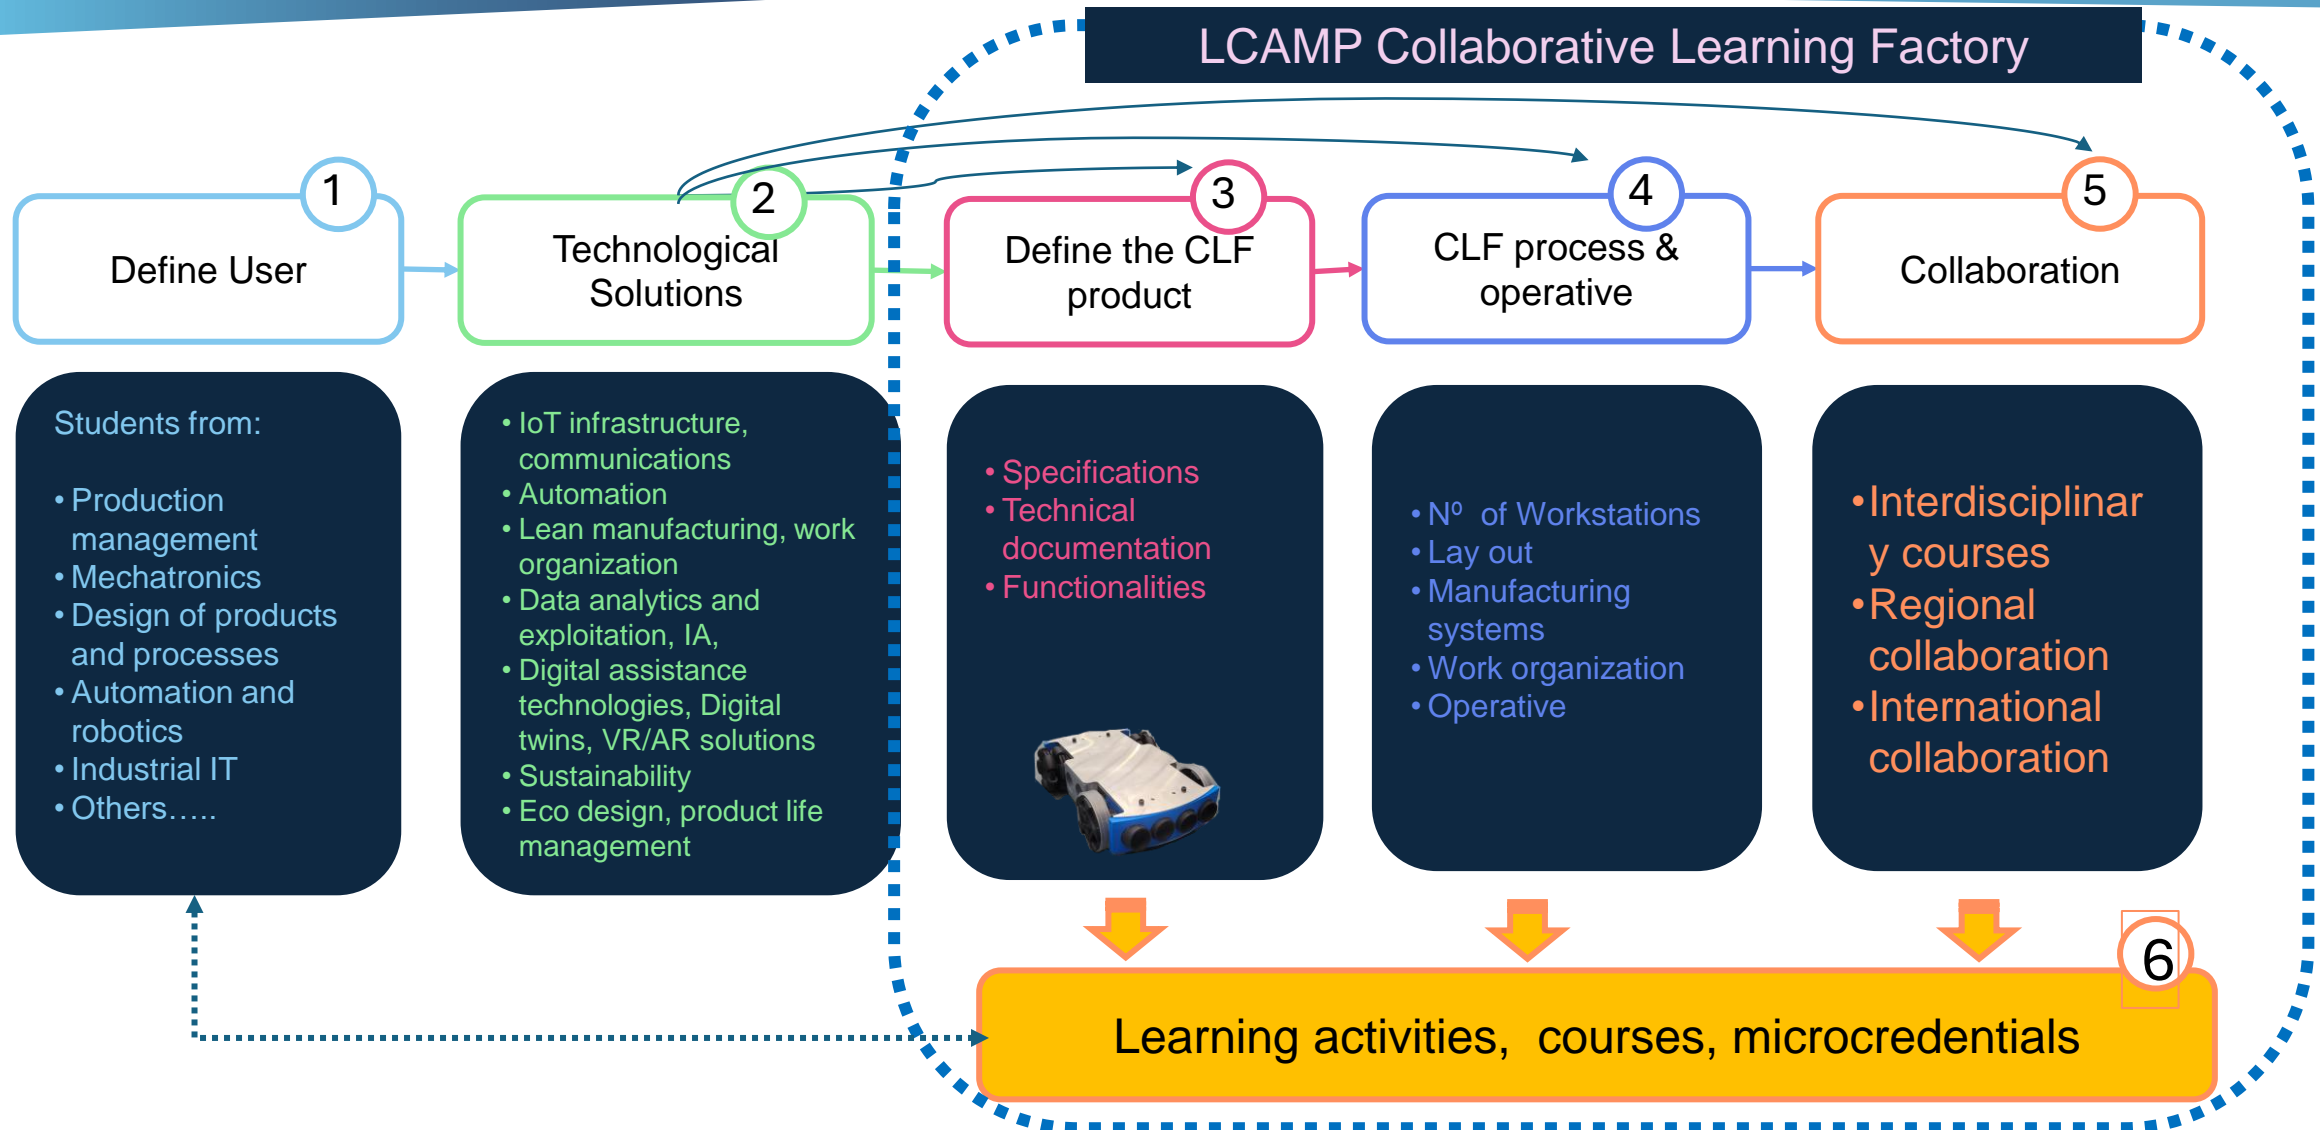 LCAMP Collaborative Learning Factory
1
Define User
2
Technological
Solutions
3
Define the CLF
product
4
CLF process &
operative
5
Collaboration
Students from:
• Production
management
• Mechatronics
• Design of products
and processes
• Automation and
robotics
• Industrial IT
• Others…..
• IoT infrastructure,
communications
• Automation
• Lean manufacturing, work
organization
• Data analytics and
exploitation, IA,
• Digital assistance
technologies, Digital
twins, VR/AR solutions
• Sustainability
• Eco design, product life
management
• Specifications
• Technical
documentation
• Functionalities
• Nº of Workstations
• Lay out
• Manufacturing
systems
• Work organization
• Operative
•Interdisciplinar
y courses
•Regional
collaboration
•International
collaboration
6
Learning activities, courses, microcredentials